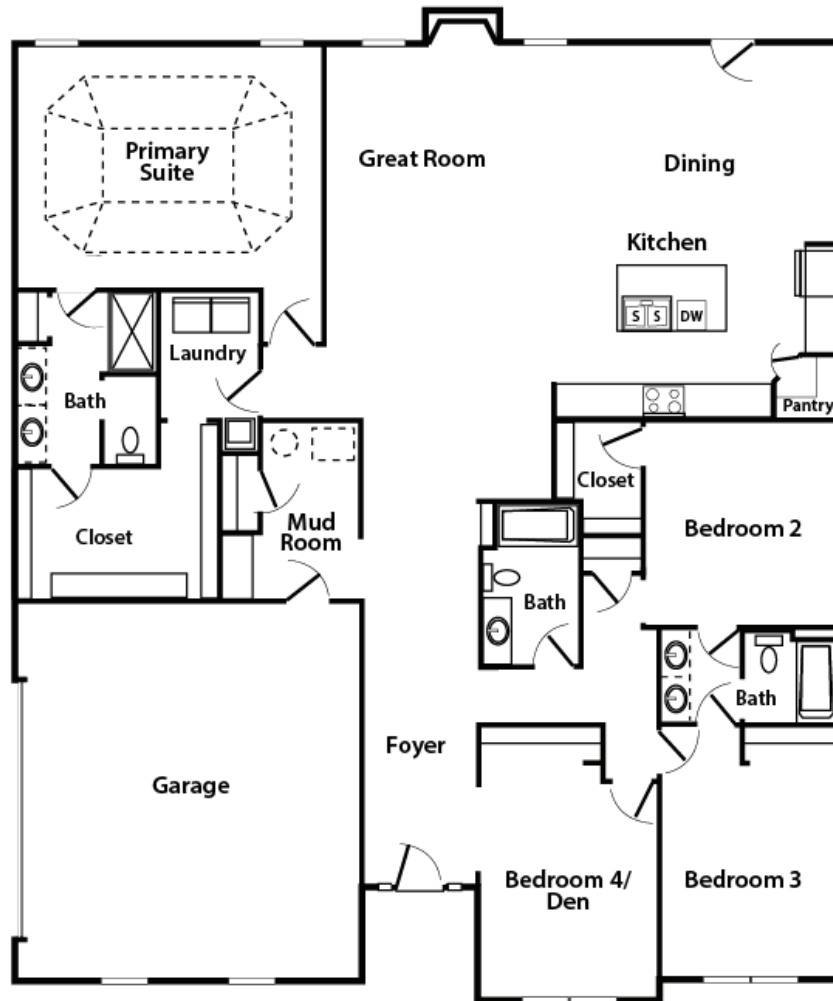 Primary
Suite
Great Room
Dining
Kitchen
S S DW
Laundry
Bath
Pantry
Closet
Closet
Mud
Room
Bedroom 2
Bath
Bath
Foyer
Garage
Bedroom 4/
Den
Bedroom 3